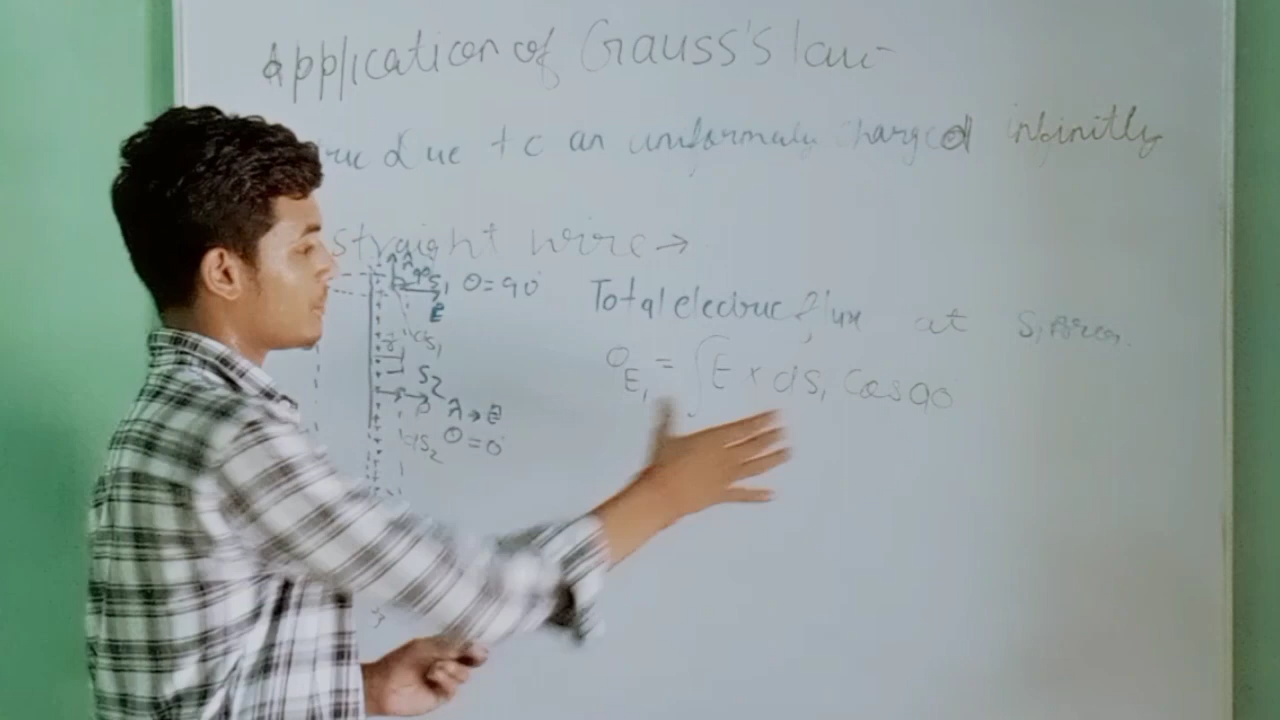 Application of Gauss's law
due to an uniformaly charged infinitly
straight wire →
S₁ θ=90°
E
dS₁
S₂
n→E
θ=0°
dS₂
Total electric flux at S₁ Area.
E₁ = ∫E × dS₁ Cos90